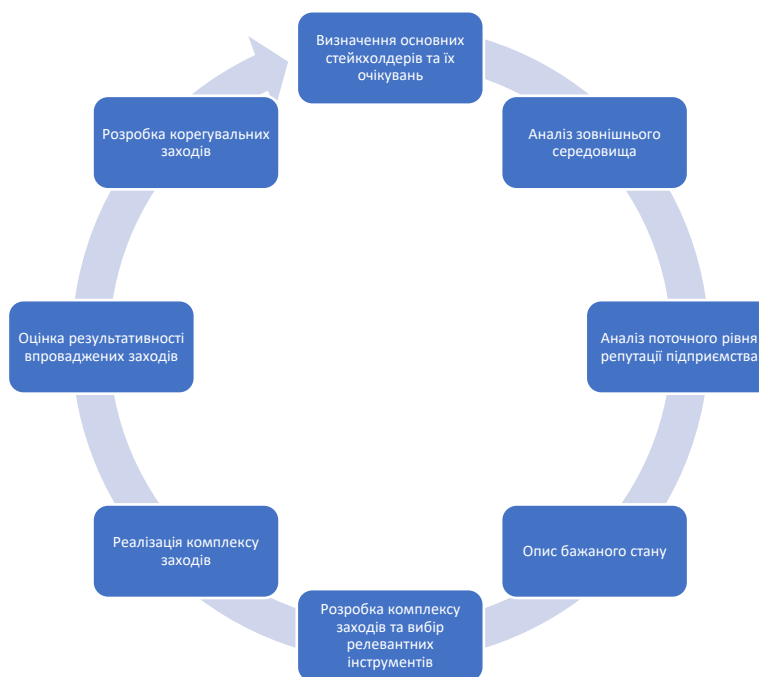 Визначення основних
стейкхолдерів та їх
очікувань
Аналіз зовнішнього
середовища
Аналіз поточного рівня
репутації підприємства
Опис бажаного стану
Розробка комплексу
заходів та вибір
релевантних
інструментів
Реалізація комплексу
заходів
Оцінка результативності
впроваджених заходів
Розробка корегувальних
заходів